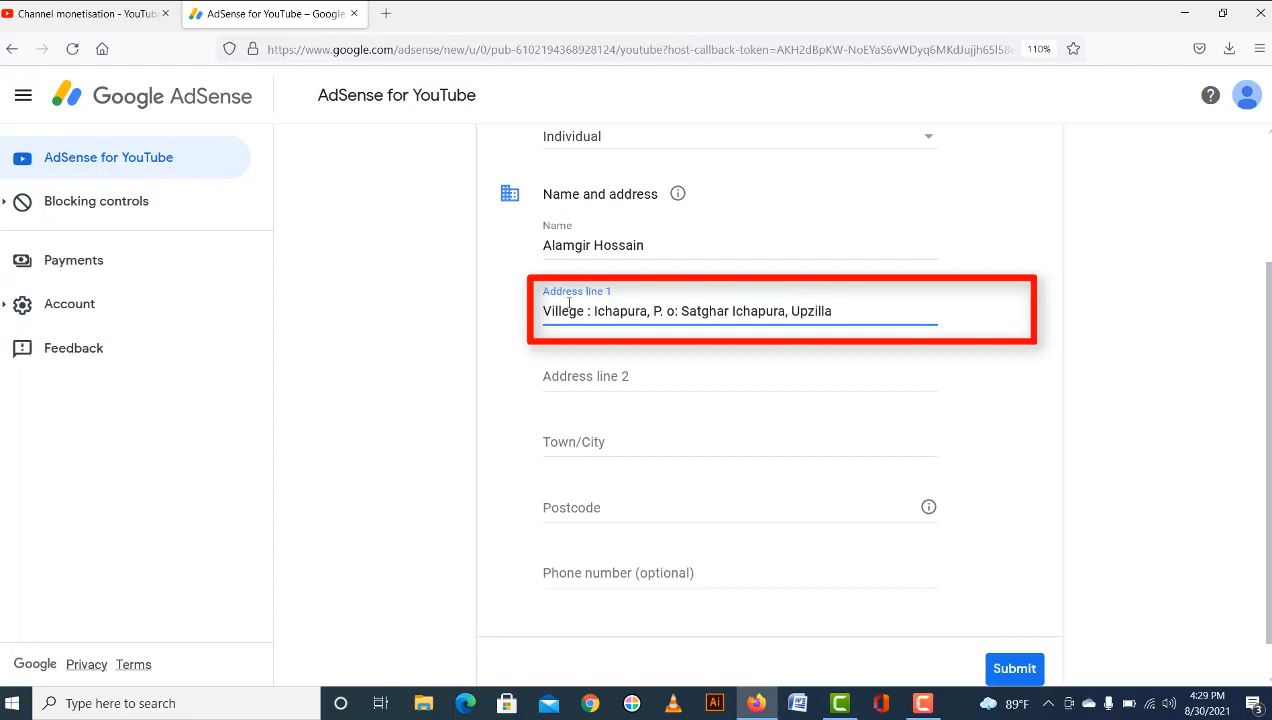 Channel monetisation - YouTube
AdSense for YouTube – Google
https://www.google.com/adsense/new/u/0/pub-6102194368928124/youtube?host-callback-token=
110%
Google AdSense
AdSense for YouTube
AdSense for YouTube
Blocking controls
Payments
Account
Feedback
Individual
Name and address
Name
Alamgir Hossain
Address line 1
Villege : Ichapura, P. o: Satghar Ichapura, Upzilla
Address line 2
Town/City
Postcode
Phone number (optional)
Submit
Google Privacy Terms
Type here to search
Ai
89°F
4:29 PM
8/30/2021
3